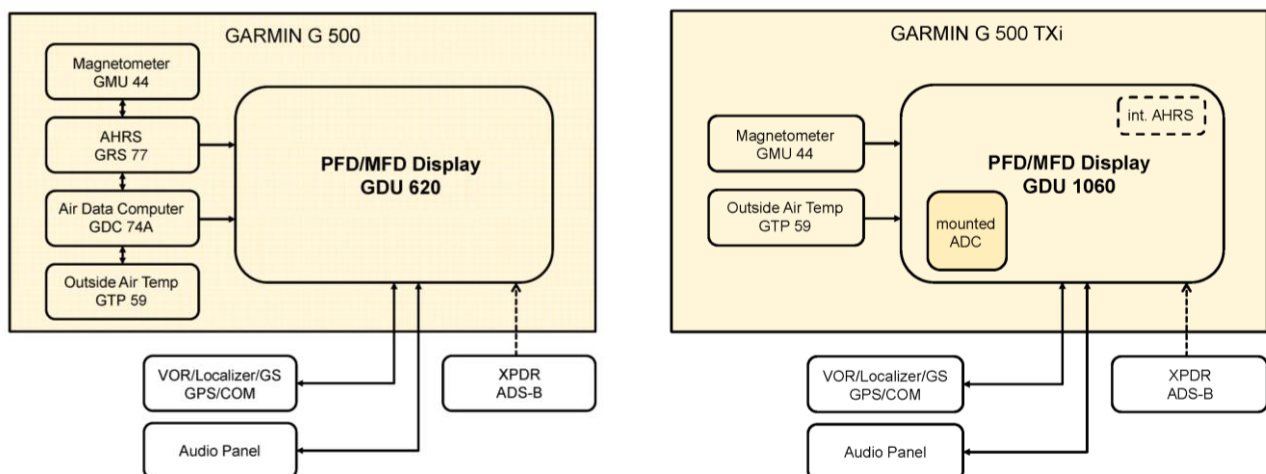 GARMIN G 500
Magnetometer
GMU 44
AHRS
GRS 77
Air Data Computer
GDC 74A
Outside Air Temp
GTP 59
PFD/MFD Display
GDU 620
VOR/Localizer/GS
GPS/COM
XPDR
ADS-B
Audio Panel
GARMIN G 500 TXi
int. AHRS
Magnetometer
GMU 44
PFD/MFD Display
GDU 1060
Outside Air Temp
GTP 59
mounted
ADC
VOR/Localizer/GS
GPS/COM
XPDR
ADS-B
Audio Panel